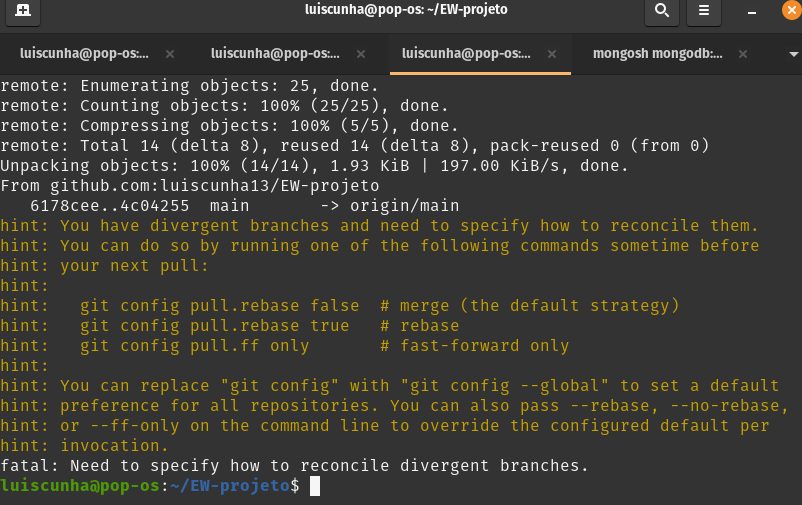 luiscunha@pop-os: ~/EW-projeto
luiscunha@pop-os:... × luiscunha@pop-os:... × luiscunha@pop-os:... × mongosh mongodb:... ×
remote: Enumerating objects: 25, done.
remote: Counting objects: 100% (25/25), done.
remote: Compressing objects: 100% (5/5), done.
remote: Total 14 (delta 8), reused 14 (delta 8), pack-reused 0 (from 0)
Unpacking objects: 100% (14/14), 1.93 KiB | 197.00 KiB/s, done.
From github.com:luiscunha13/EW-projeto
   6178cee..4c04255  main       -> origin/main
hint: You have divergent branches and need to specify how to reconcile them.
hint: You can do so by running one of the following commands sometime before
hint: your next pull:
hint:
hint:   git config pull.rebase false  # merge (the default strategy)
hint:   git config pull.rebase true   # rebase
hint:   git config pull.ff only       # fast-forward only
hint:
hint: You can replace "git config" with "git config --global" to set a default
hint: preference for all repositories. You can also pass --rebase, --no-rebase,
hint: or --ff-only on the command line to override the configured default per
hint: invocation.
fatal: Need to specify how to reconcile divergent branches.
luiscunha@pop-os:~/EW-projeto$